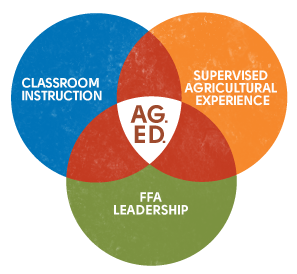 CLASSROOM
INSTRUCTION
SUPERVISED
AGRICULTURAL
EXPERIENCE
AG.
ED.
FFA
LEADERSHIP